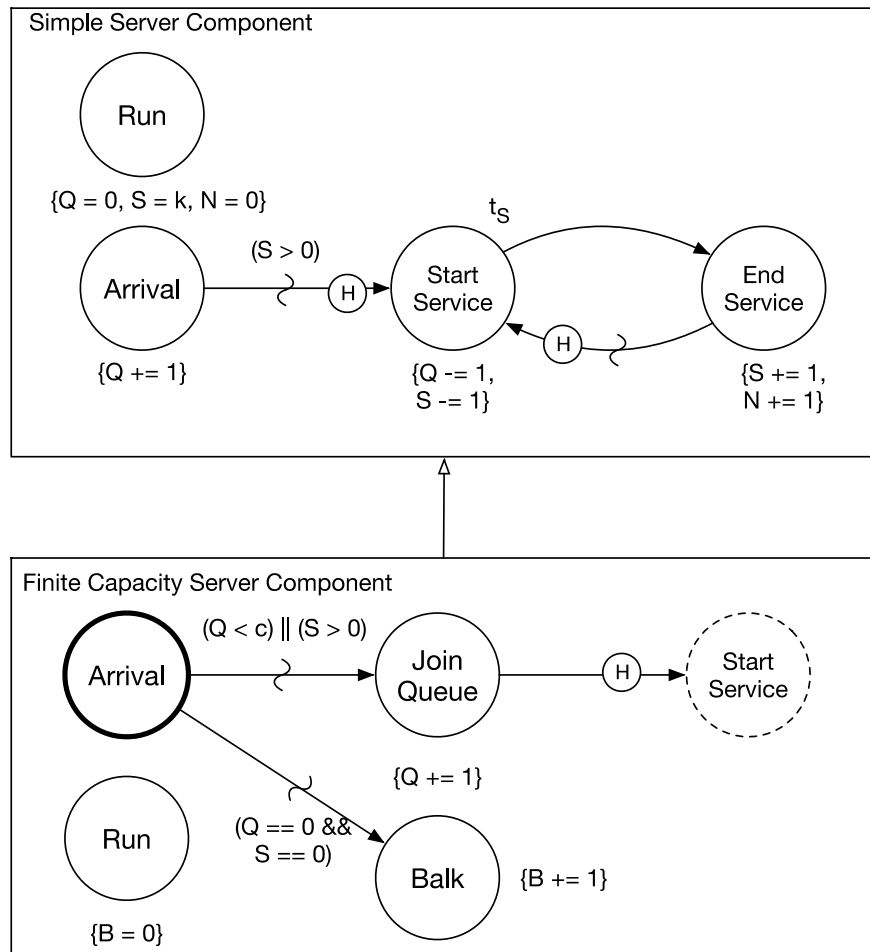 Simple Server Component
Run
{Q = 0, S = k, N = 0}
Arrival
{Q += 1}
(S > 0)
H
Start
Service
{Q -= 1,
S -= 1}
t_S
End
Service
{S += 1,
N += 1}
H
Finite Capacity Server Component
Arrival
(Q < c) || (S > 0)
Join
Queue
{Q += 1}
H
Start
Service
Run
{B = 0}
(Q == 0 &&
S == 0)
Balk
{B += 1}